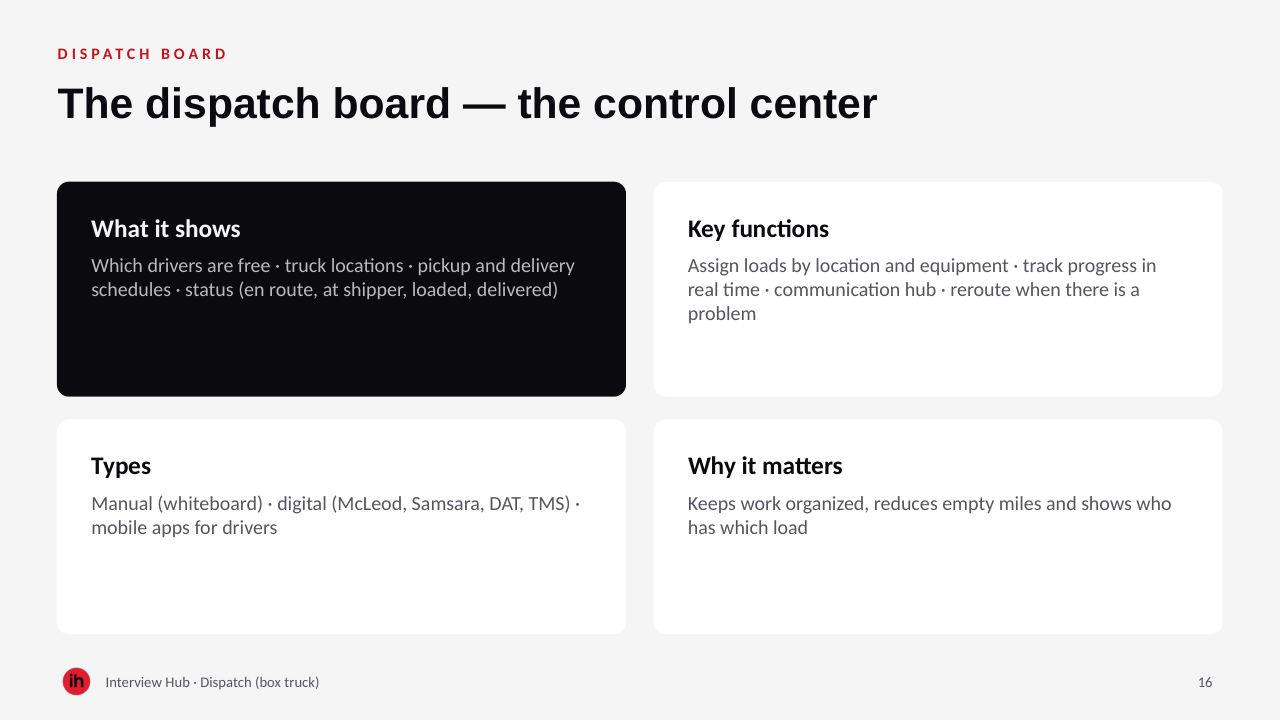 DISPATCH BOARD
The dispatch board — the control center
What it shows
Which drivers are free · truck locations · pickup and delivery
schedules · status (en route, at shipper, loaded, delivered)
Key functions
Assign loads by location and equipment · track progress in
real time · communication hub · reroute when there is a
problem
Types
Manual (whiteboard) · digital (McLeod, Samsara, DAT, TMS) ·
mobile apps for drivers
Why it matters
Keeps work organized, reduces empty miles and shows who
has which load
ih
Interview Hub · Dispatch (box truck)
16